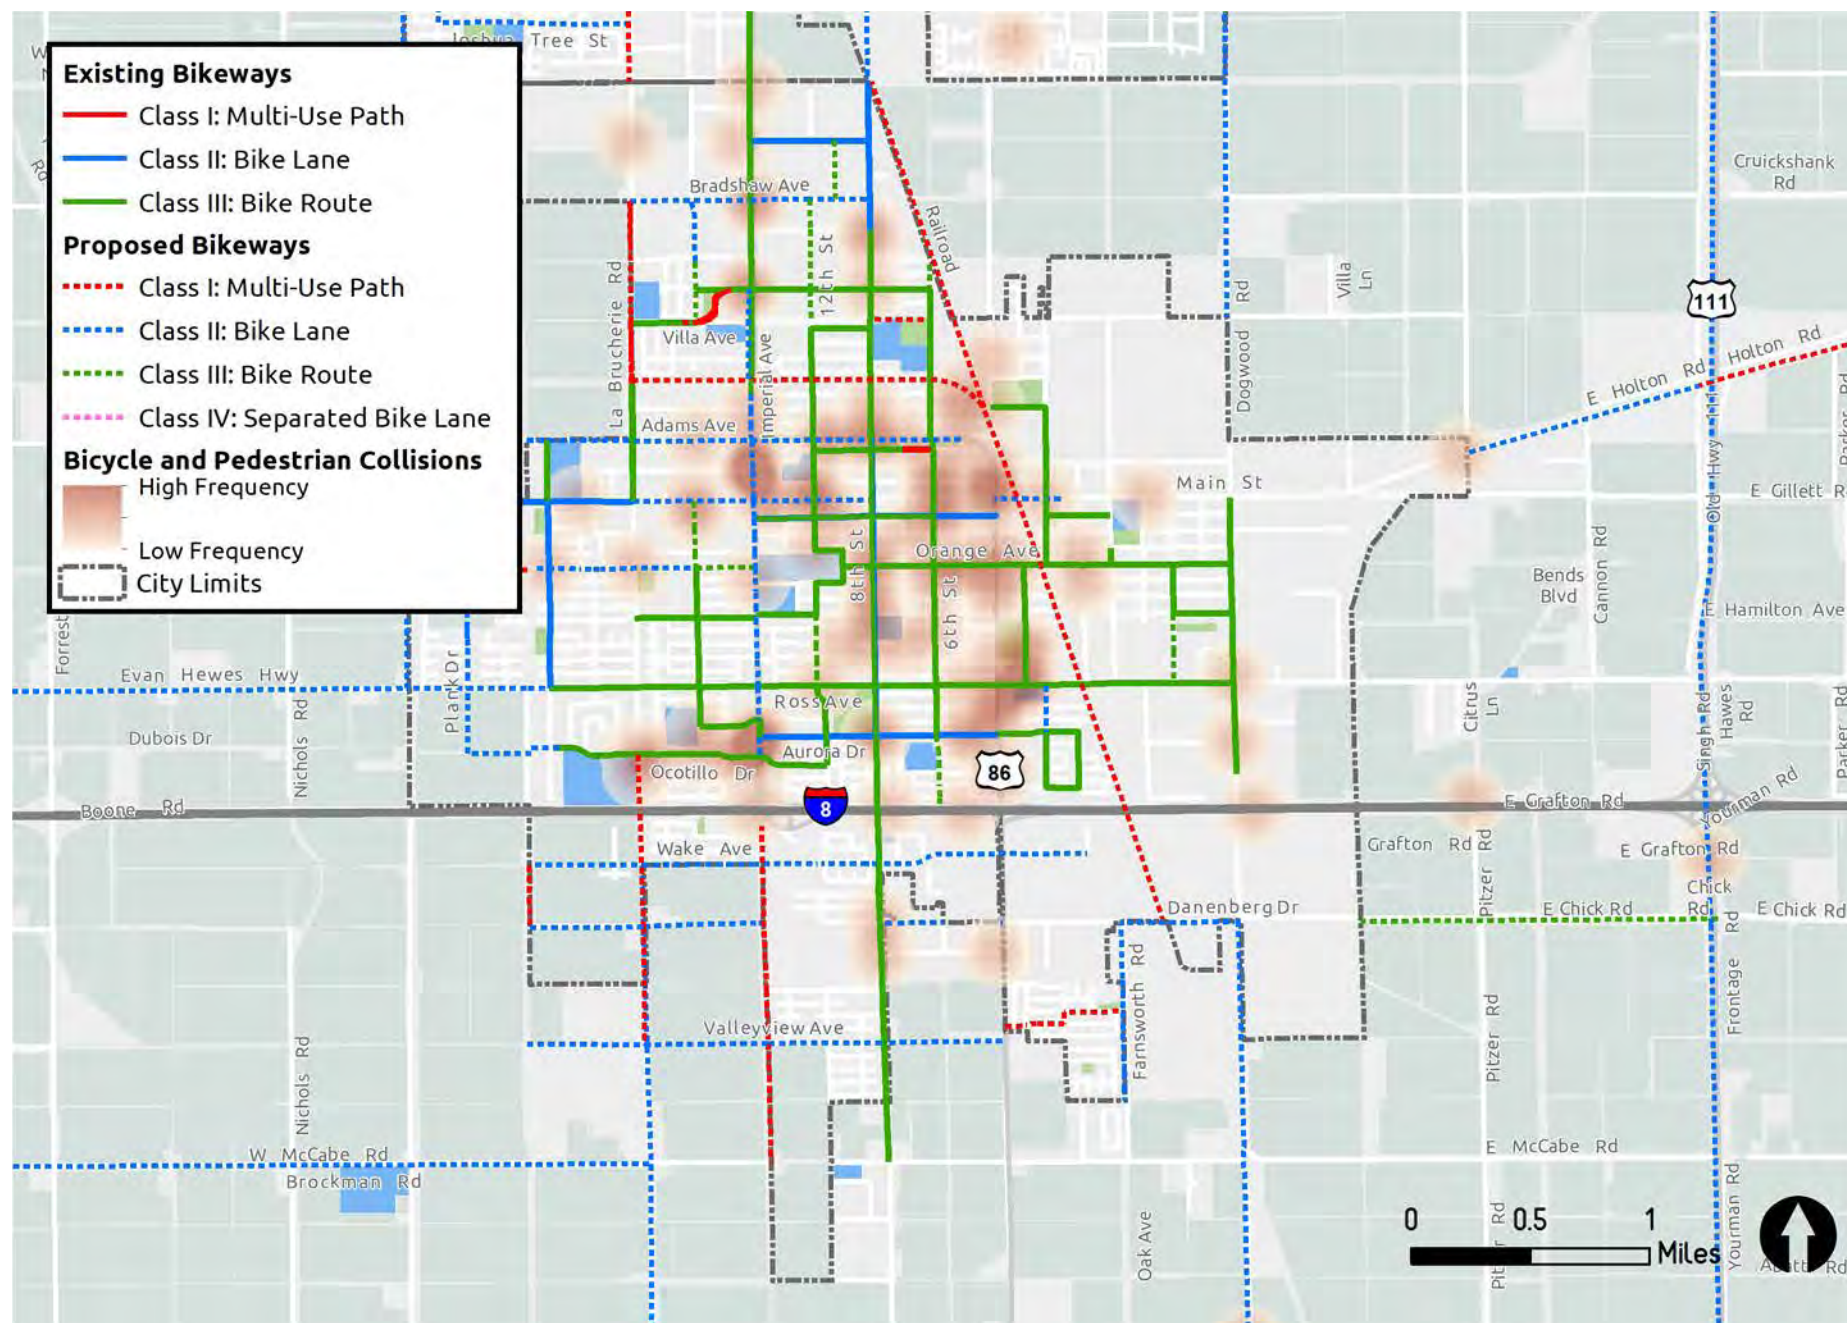 Joshua Tree St
Existing Bikeways
Class I: Multi-Use Path
Class II: Bike Lane
Class III: Bike Route
Proposed Bikeways
Class I: Multi-Use Path
Class II: Bike Lane
Class III: Bike Route
Class IV: Separated Bike Lane
Bicycle and Pedestrian Collisions
High Frequency
Low Frequency
City Limits
Cruickshank
Rd
Bradshaw Ave
Railroad
12th St
La Brucherie Rd
Villa Ave
Imperial Ave
Dogwood Rd
Villa
Ln
111
E Holton Rd
Holton Rd
Parker Rd
Adams Ave
Main St
Old Hwy 111
E Gillett R
8th St
Orange Ave
6th St
Bends
Blvd
Cannon Rd
E Hamilton Ave
Forrest
Evan Hewes Hwy
Plank Dr
Nichols Rd
Ross Ave
Citrus
Ln
Singh Rd
Hawes
Rd
Parker Rd
Dubois Dr
Aurora Dr
Ocotillo Dr
86
8
Boone Rd
E Grafton Rd
Yourman Rd
Wake Ave
Grafton Rd
Pitzer Rd
E Grafton Rd
Chick
Rd
Danenberg Dr
E Chick Rd
E Chick Rd
Farnsworth Rd
Frontage Rd
Valleyview Ave
Nichols Rd
Pitzer Rd
W McCabe Rd
E McCabe Rd
Brockman Rd
Oak Ave
Yourman Rd
0 0.5 1
Miles